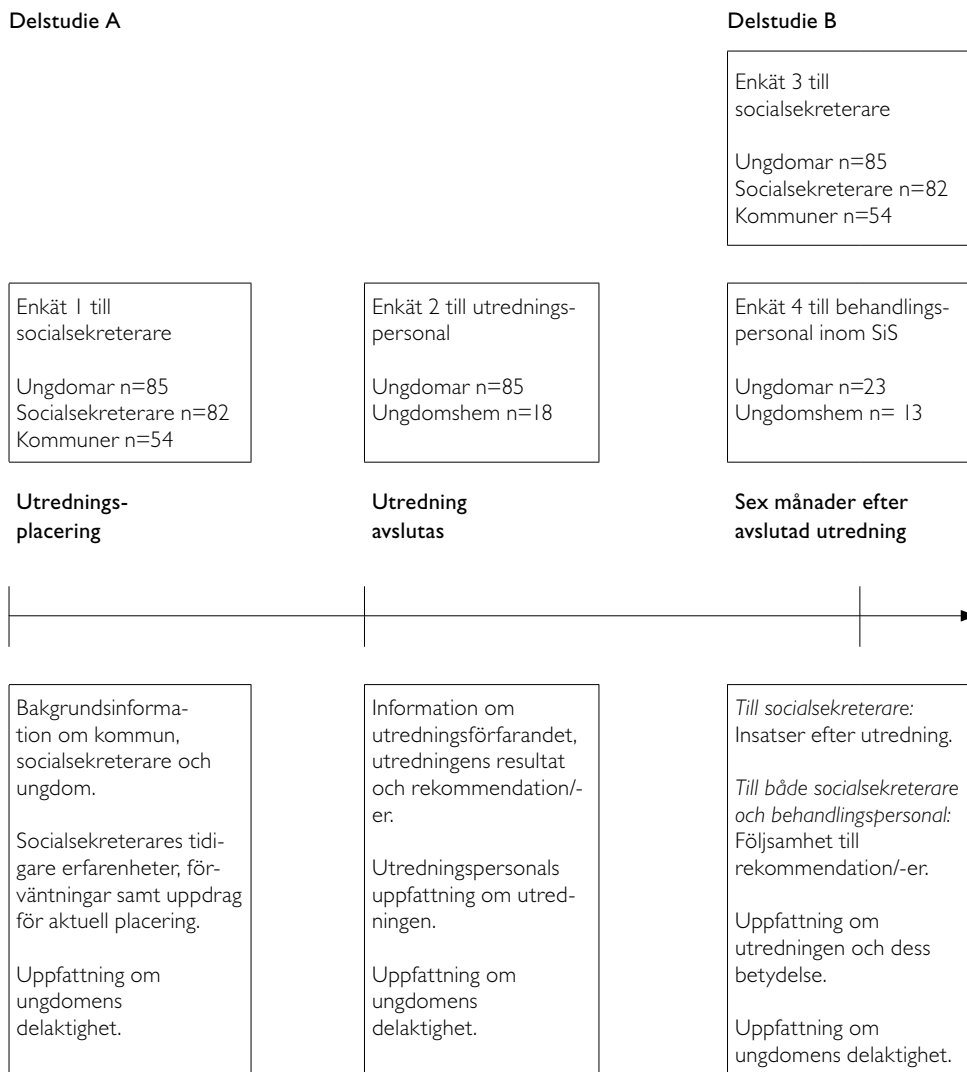 Delstudie A
Delstudie B
Enkät 3 till
socialsekreterare
Ungdomar n=85
Socialsekreterare n=82
Kommuner n=54
Enkät 1 till
socialsekreterare
Ungdomar n=85
Socialsekreterare n=82
Kommuner n=54
Enkät 2 till utrednings-
personal
Ungdomar n=85
Ungdomshem n=18
Enkät 4 till behandlings-
personal inom SiS
Ungdomar n=23
Ungdomshem n= 13
Utrednings-
placering
Utredning
avslutas
Sex månader efter
avslutad utredning
Bakgrundsinforma-
tion om kommun,
socialsekreterare och
ungdom.
Socialsekreterares tidi-
gare erfarenheter, för-
väntningar samt uppdrag
för aktuell placering.
Uppfattning om
ungdomens
delaktighet.
Information om
utredningsförfarandet,
utredningens resultat
och rekommendation/-
er.
Utredningspersonals
uppfattning om utred-
ningen.
Uppfattning om
ungdomens
delaktighet.
Till socialsekreterare:
Insatser efter utredning.
Till både socialsekreterare
och behandlingspersonal:
Följsamhet till
rekommendation/-er.
Uppfattning om
utredningen och dess
betydelse.
Uppfattning om
ungdomens delaktighet.